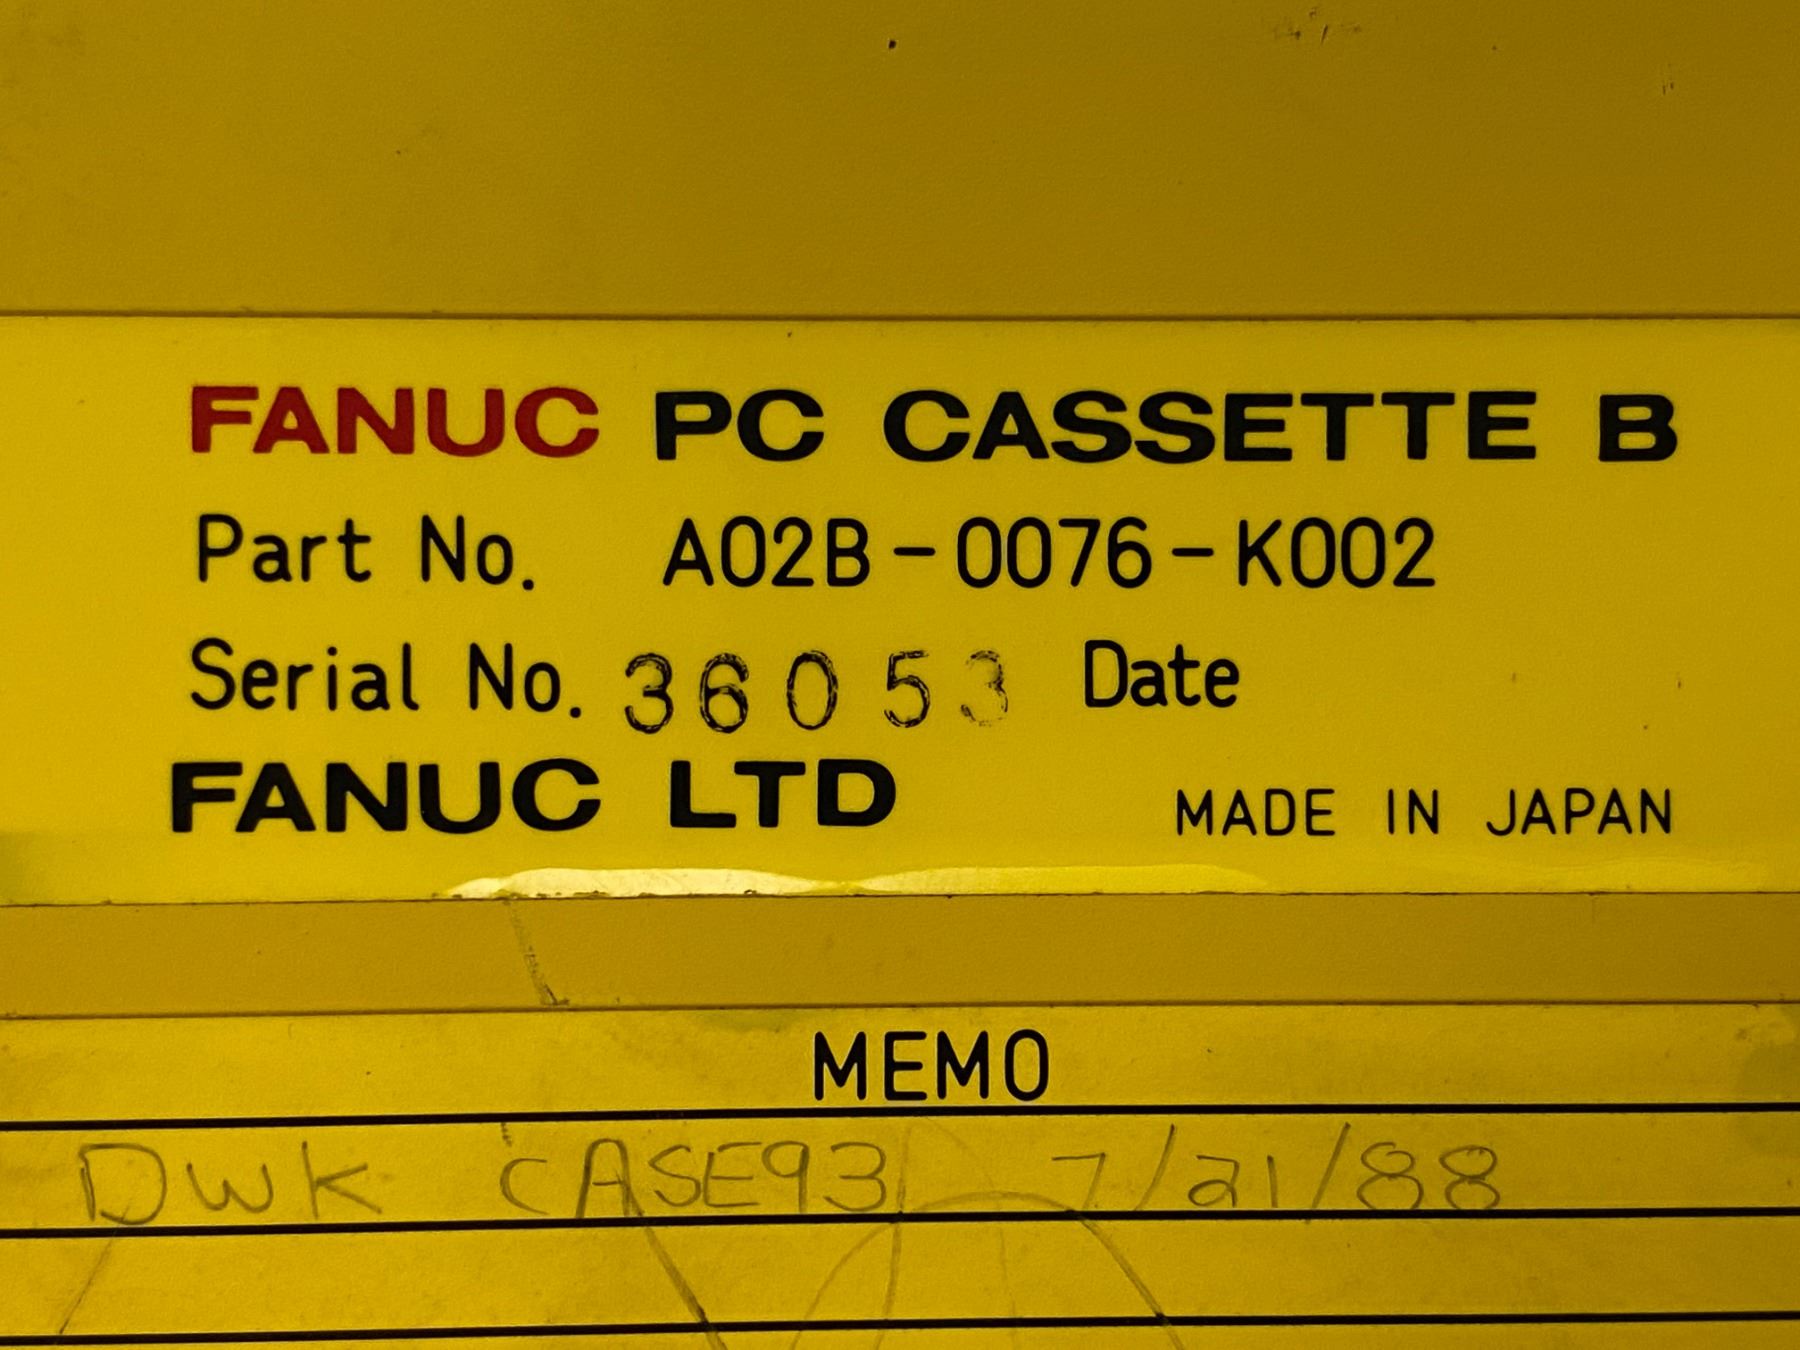 FANUC PC CASSETTE B
Part No. A02B-0076-K002
Serial No. 36053 Date
FANUC LTD MADE IN JAPAN
MEMO
DWK CASE93 7/21/88